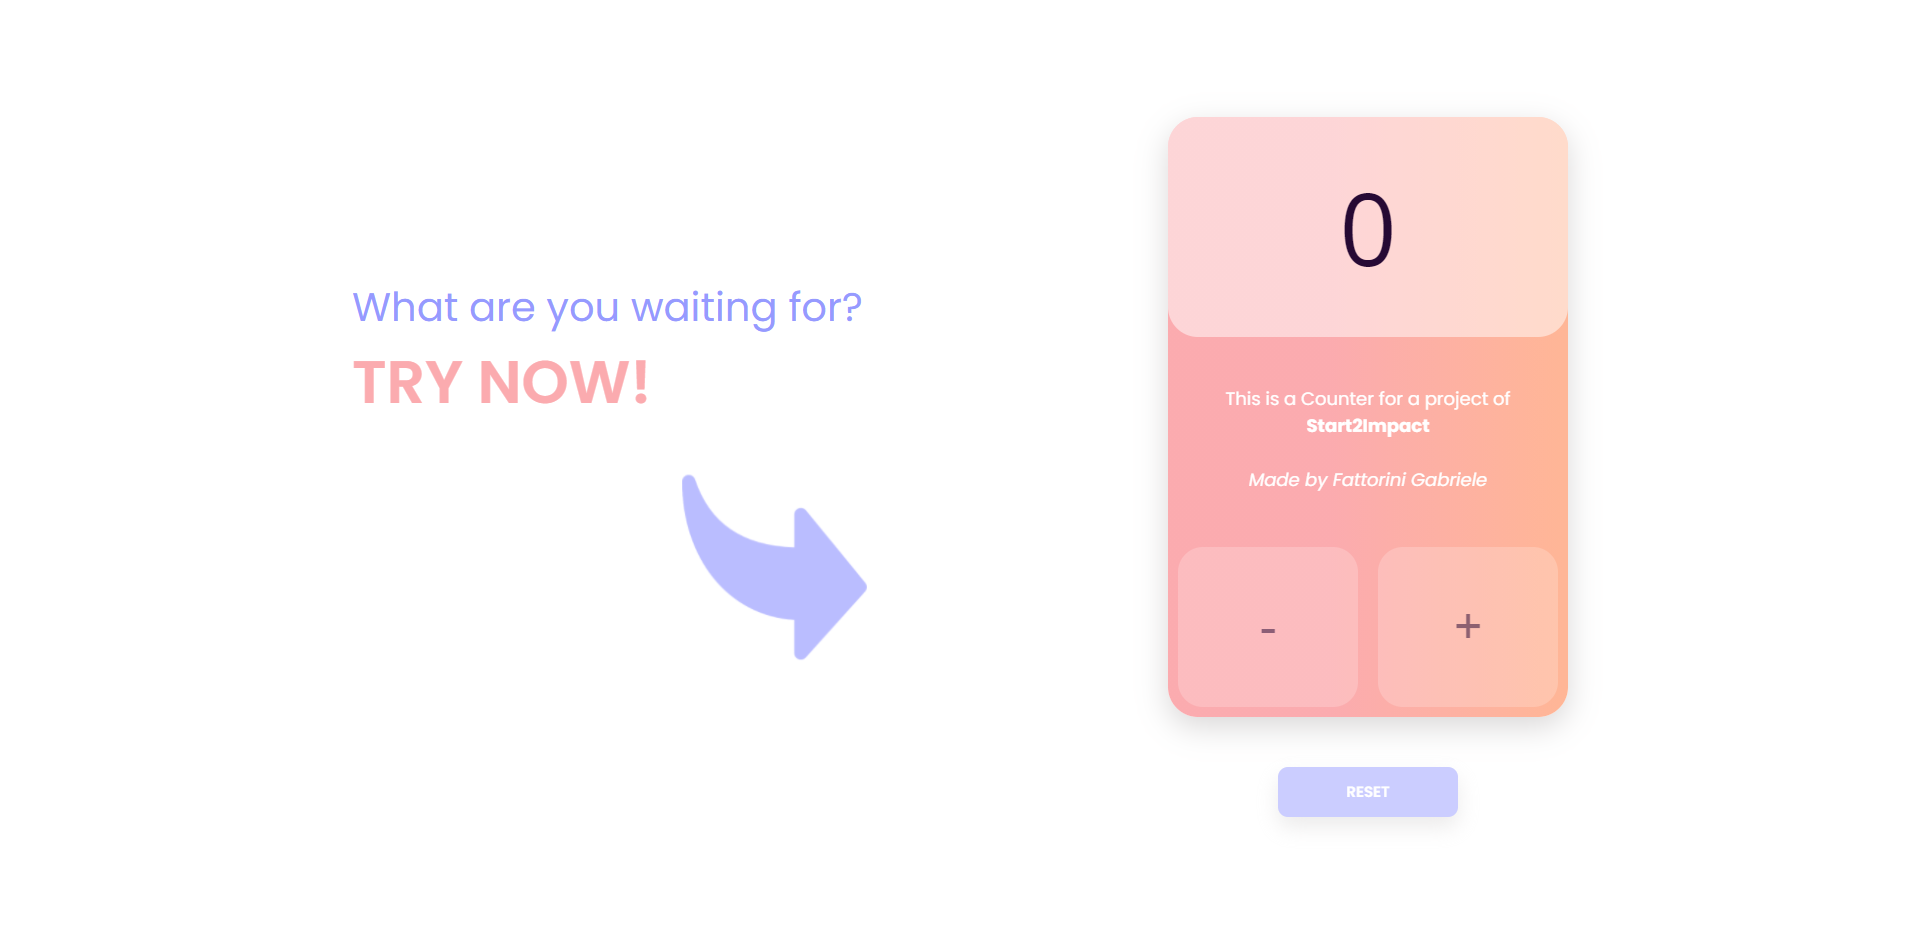 What are you waiting for?
TRY NOW!
0
This is a Counter for a project of
Start2Impact
Made by Fattorini Gabriele
- +
RESET